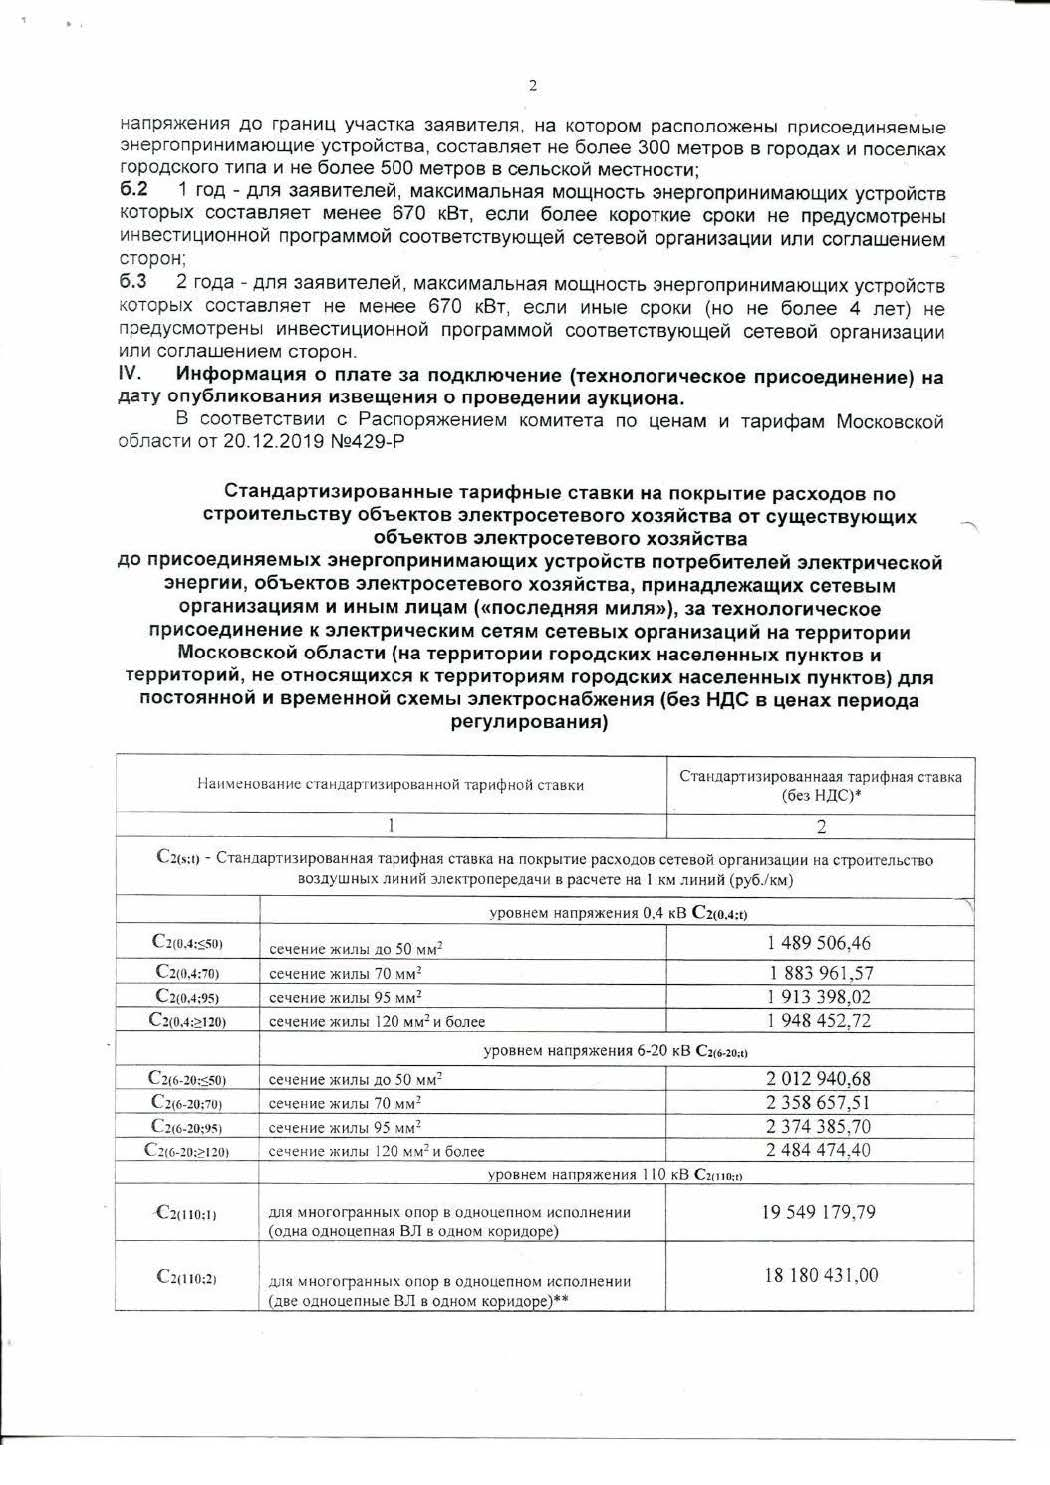 2
напряжения до границ участка заявителя, на котором расположены присоединяемые
энергопринимающие устройства, составляет не более 300 метров в городах и поселках
городского типа и не более 500 метров в сельской местности;
б.2 1 год - для заявителей, максимальная мощность энергопринимающих устройств
которых составляет менее 670 кВт, если более короткие сроки не предусмотрены
инвестиционной программой соответствующей сетевой организации или соглашением
сторон;
б.3 2 года - для заявителей, максимальная мощность энергопринимающих устройств
которых составляет не менее 670 кВт, если иные сроки (но не более 4 лет) не
предусмотрены инвестиционной программой соответствующей сетевой организации
или соглашением сторон.
IV. Информация о плате за подключение (технологическое присоединение) на
дату опубликования извещения о проведении аукциона.
В соответствии с Распоряжением комитета по ценам и тарифам Московской
области от 20.12.2019 №429-Р
Стандартизированные тарифные ставки на покрытие расходов по
строительству объектов электросетевого хозяйства от существующих
объектов электросетевого хозяйства
до присоединяемых энергопринимающих устройств потребителей электрической
энергии, объектов электросетевого хозяйства, принадлежащих сетевым
организациям и иным лицам («последняя миля»), за технологическое
присоединение к электрическим сетям сетевых организаций на территории
Московской области (на территории городских населенных пунктов и
территорий, не относящихся к территориям городских населенных пунктов) для
постоянной и временной схемы электроснабжения (без НДС в ценах периода
регулирования)
Наименование стандартизированной тарифной ставки
Стандартизированнаая тарифная ставка
(без НДС)*
1 2
C2(s;t) - Стандартизированная тарифная ставка на покрытие расходов сетевой организации на строительство
воздушных линий электропередачи в расчете на 1 км линий (руб./км)
уровнем напряжения 0,4 кВ C2(0,4;t)
C2(0,4;≤50) сечение жилы до 50 мм² 1 489 506,46
C2(0,4;70) сечение жилы 70 мм² 1 883 961,57
C2(0,4;95) сечение жилы 95 мм² 1 913 398,02
C2(0,4;≥120) сечение жилы 120 мм² и более 1 948 452,72
уровнем напряжения 6-20 кВ C2(6-20;t)
C2(6-20;≤50) сечение жилы до 50 мм² 2 012 940,68
C2(6-20;70) сечение жилы 70 мм² 2 358 657,51
C2(6-20;95) сечение жилы 95 мм² 2 374 385,70
C2(6-20;≥120) сечение жилы 120 мм² и более 2 484 474,40
уровнем напряжения 110 кВ C2(110;t)
C2(110;1) для многогранных опор в одноцепном исполнении 19 549 179,79
(одна одноцепная ВЛ в одном коридоре)
C2(110;2) для многогранных опор в одноцепном исполнении 18 180 431,00
(две одноцепные ВЛ в одном коридоре)**